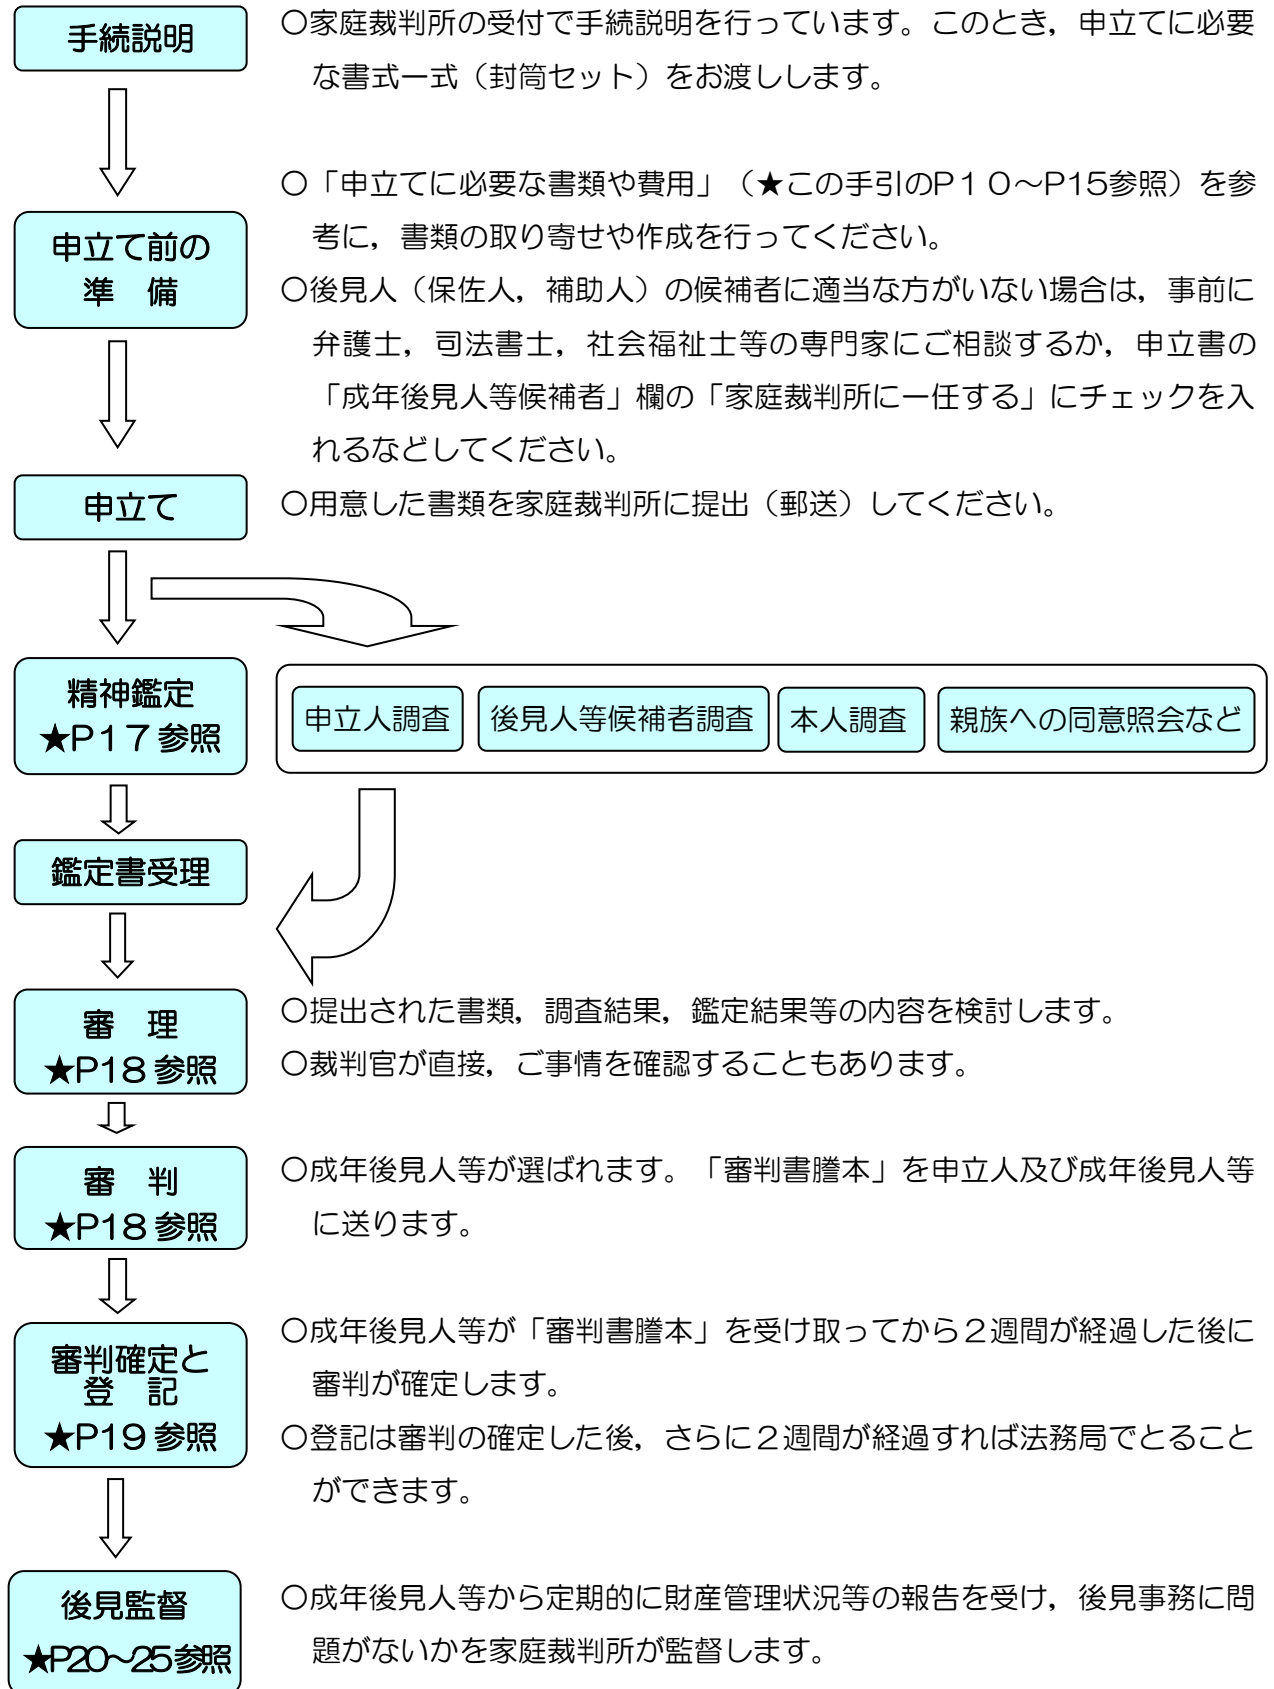 手続説明
〇家庭裁判所の受付で手続説明を行っています。このとき，申立てに必要
な書式一式（封筒セット）をお渡しします。
申立て前の
準　備
〇「申立てに必要な書類や費用」（★この手引のP１０～P15参照）を参
考に，書類の取り寄せや作成を行ってください。
〇後見人（保佐人，補助人）の候補者に適当な方がいない場合は，事前に
弁護士，司法書士，社会福祉士等の専門家にご相談するか，申立書の
「成年後見人等候補者」欄の「家庭裁判所に一任する」にチェックを入
れるなどしてください。
申立て
〇用意した書類を家庭裁判所に提出（郵送）してください。
精神鑑定
★P１７参照
申立人調査
後見人等候補者調査
本人調査
親族への同意照会など
鑑定書受理
審　理
★P18参照
〇提出された書類，調査結果，鑑定結果等の内容を検討します。
〇裁判官が直接，ご事情を確認することもあります。
審　判
★P18参照
〇成年後見人等が選ばれます。「審判書謄本」を申立人及び成年後見人等
に送ります。
審判確定と
登　記
★P19参照
〇成年後見人等が「審判書謄本」を受け取ってから２週間が経過した後に
審判が確定します。
〇登記は審判の確定した後，さらに２週間が経過すれば法務局でとること
ができます。
後見監督
★P20～25参照
〇成年後見人等から定期的に財産管理状況等の報告を受け，後見事務に問
題がないかを家庭裁判所が監督します。